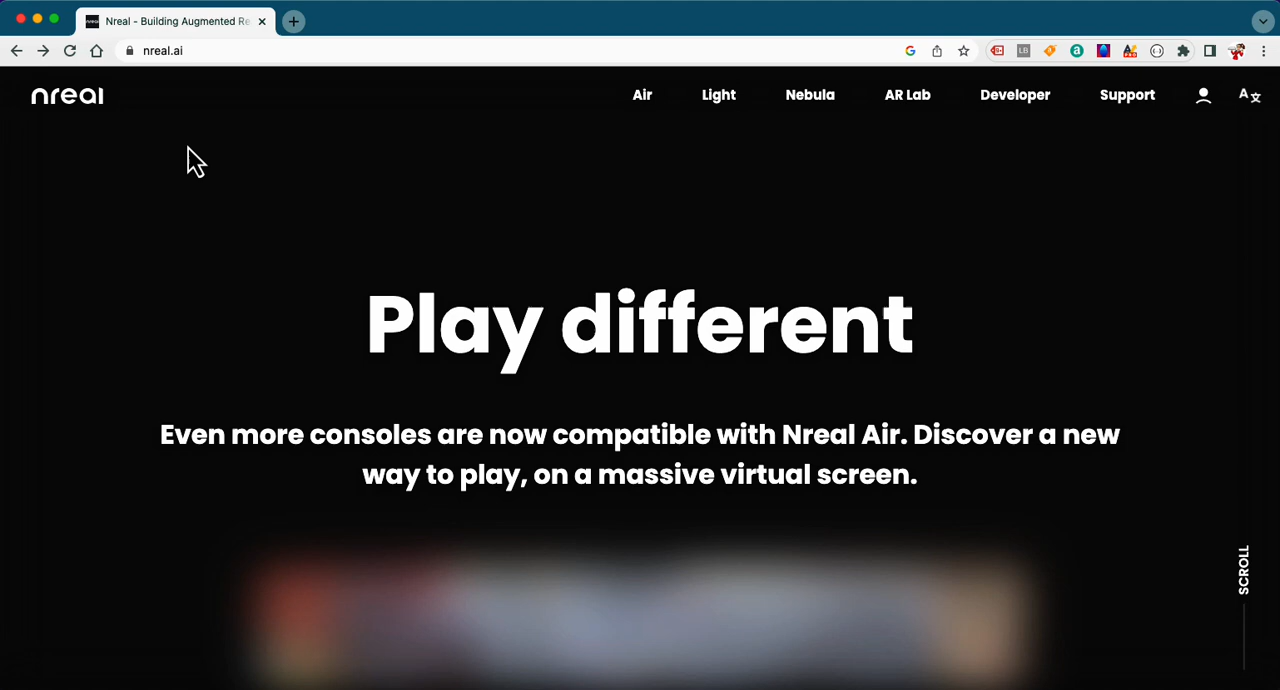 Nreal - Building Augmented Re
nreal.ai
nreal
Air
Light
Nebula
AR Lab
Developer
Support
Play different
Even more consoles are now compatible with Nreal Air. Discover a new
way to play, on a massive virtual screen.
SCROLL